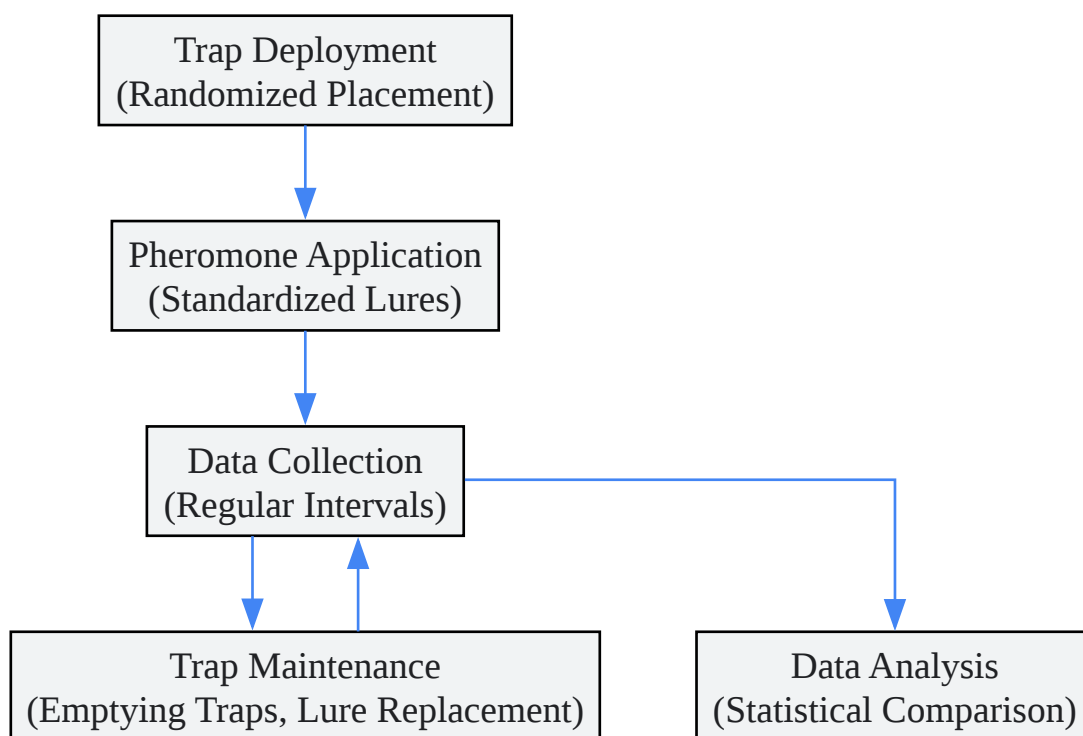 Trap Deployment
(Randomized Placement)
Pheromone Application
(Standardized Lures)
Data Collection
(Regular Intervals)
Trap Maintenance
(Emptying Traps, Lure Replacement)
Data Analysis
(Statistical Comparison)